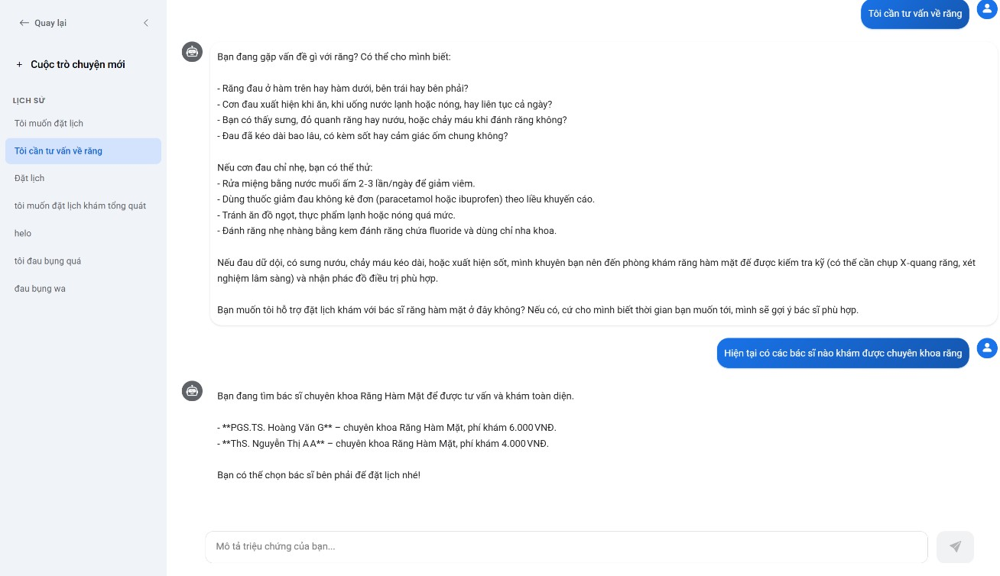 Quay lại
+ Cuộc trò chuyện mới
LỊCH SỬ
Tôi muốn đặt lịch
Tôi cần tư vấn về răng
Đặt lịch
tôi muốn đặt lịch khám tổng quát
helo
tôi đau bụng quá
đau bụng wa
Tôi cần tư vấn về răng
Bạn đang gặp vấn đề gì với răng? Có thể cho mình biết:
- Răng đau ở hàm trên hay hàm dưới, bên trái hay bên phải?
- Cơn đau xuất hiện khi ăn, khi uống nước lạnh hoặc nóng, hay liên tục cả ngày?
- Bạn có thấy sưng, đỏ quanh răng hay nướu, hoặc chảy máu khi đánh răng không?
- Đau đã kéo dài bao lâu, có kèm sốt hay cảm giác ốm chung không?
Nếu cơn đau chỉ nhẹ, bạn có thể thử:
- Rửa miệng bằng nước muối ấm 2-3 lần/ngày để giảm viêm.
- Dùng thuốc giảm đau không kê đơn (paracetamol hoặc ibuprofen) theo liều khuyến cáo.
- Tránh ăn đồ ngọt, thực phẩm lạnh hoặc nóng quá mức.
- Đánh răng nhẹ nhàng bằng kem đánh răng chứa fluoride và dùng chỉ nha khoa.
Nếu đau dữ dội, có sưng nướu, chảy máu kéo dài, hoặc xuất hiện sốt, mình khuyên bạn nên đến phòng khám răng hàm mặt để được kiểm tra kỹ (có thể cần chụp X-quang răng, xét
nghiệm lâm sàng) và nhận phác đồ điều trị phù hợp.
Bạn muốn tôi hỗ trợ đặt lịch khám với bác sĩ răng hàm mặt ở đây không? Nếu có, cứ cho mình biết thời gian bạn muốn tới, mình sẽ gợi ý bác sĩ phù hợp.
Hiện tại có các bác sĩ nào khám được chuyên khoa răng
Bạn đang tìm bác sĩ chuyên khoa Răng Hàm Mặt để được tư vấn và khám toàn diện.
- **PGS.TS. Hoàng Văn G** – chuyên khoa Răng Hàm Mặt, phí khám 6.000 VNĐ.
- **ThS. Nguyễn Thị A A** – chuyên khoa Răng Hàm Mặt, phí khám 4.000 VNĐ.
Bạn có thể chọn bác sĩ bên phải để đặt lịch nhé!
Mô tả triệu chứng của bạn...